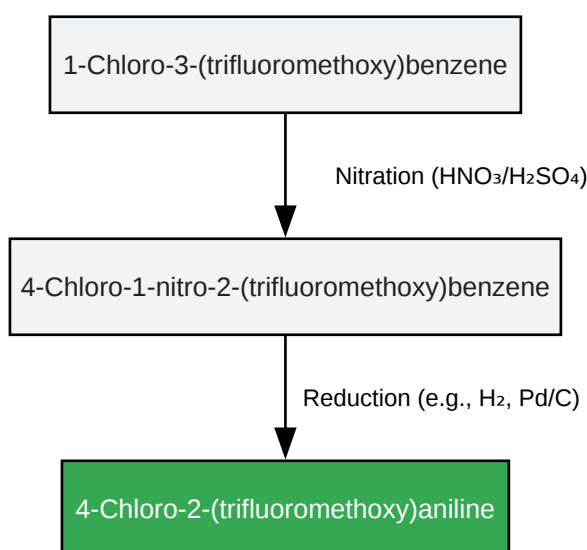 1-Chloro-3-(trifluoromethoxy)benzene
Nitration (HNO₃/H₂SO₄)
4-Chloro-1-nitro-2-(trifluoromethoxy)benzene
Reduction (e.g., H₂, Pd/C)
4-Chloro-2-(trifluoromethoxy)aniline